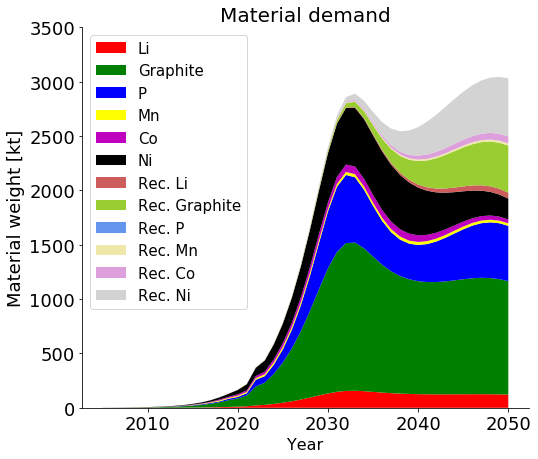 Material demand
Material weight [kt]
3500
3000
2500
2000
1500
1000
500
0
Li
Graphite
P
Mn
Co
Ni
Rec. Li
Rec. Graphite
Rec. P
Rec. Mn
Rec. Co
Rec. Ni
2010 2020 2030 2040 2050
Year